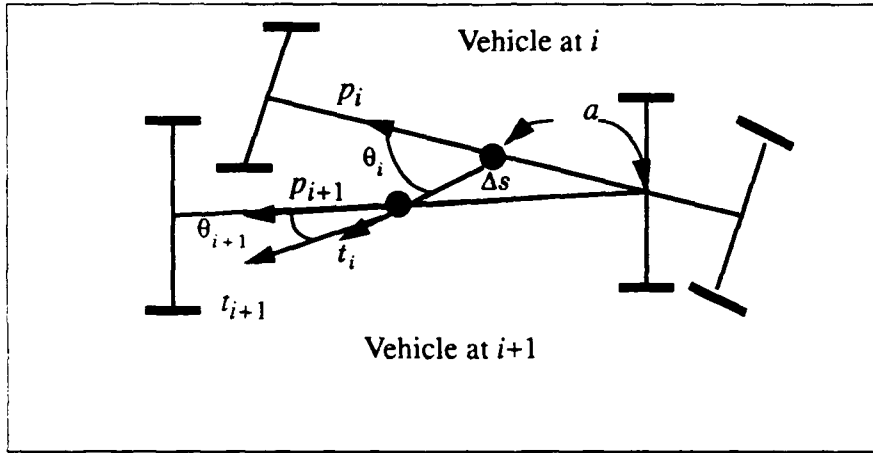 Vehicle at i
p_i
a
θ_i
Δs
p_{i+1}
θ_{i+1}
t_i
t_{i+1}
Vehicle at i+1